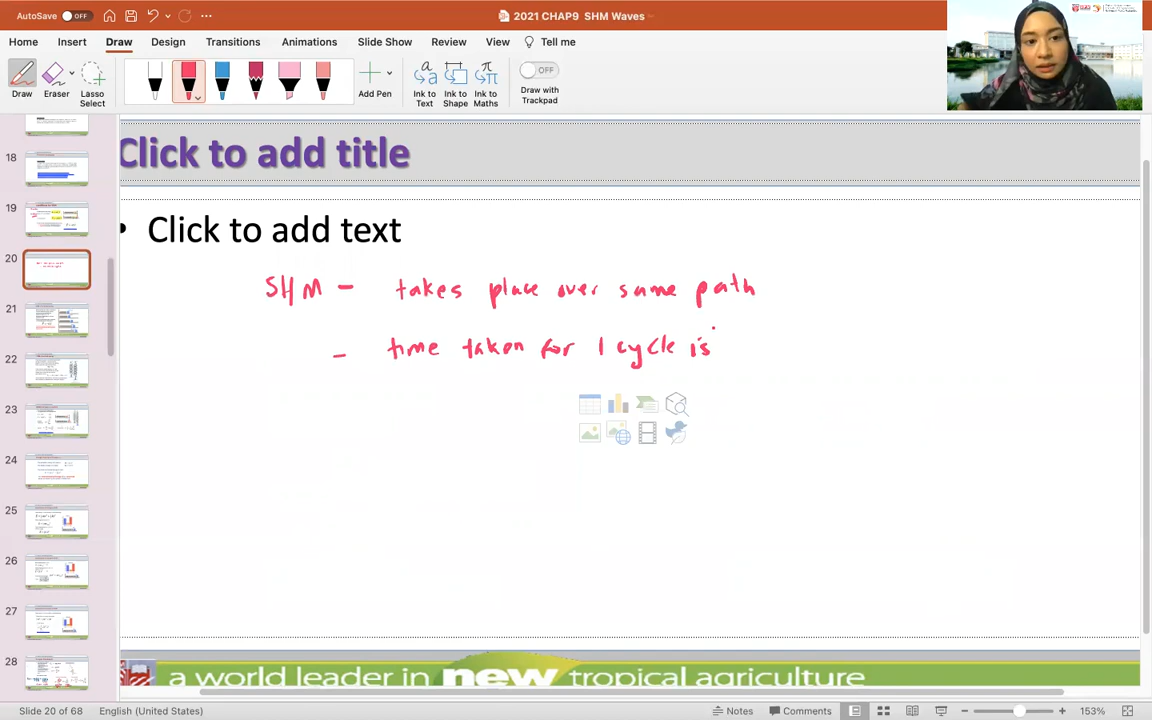 AutoSave OFF 2021 CHAP9 SHM Waves
Home Insert Draw Design Transitions Animations Slide Show Review View Tell me
Draw Eraser Lasso Select Add Pen Ink to Text Ink to Shape Ink to Maths OFF Draw with Trackpad
Click to add title
18
• Click to add text
19
20
SHM - takes place over same path
21
- time taken for 1 cycle is
22
23
24
25
26
27
28
a world leader in new tropical agriculture
Slide 20 of 68 English (United States) Notes Comments 153%